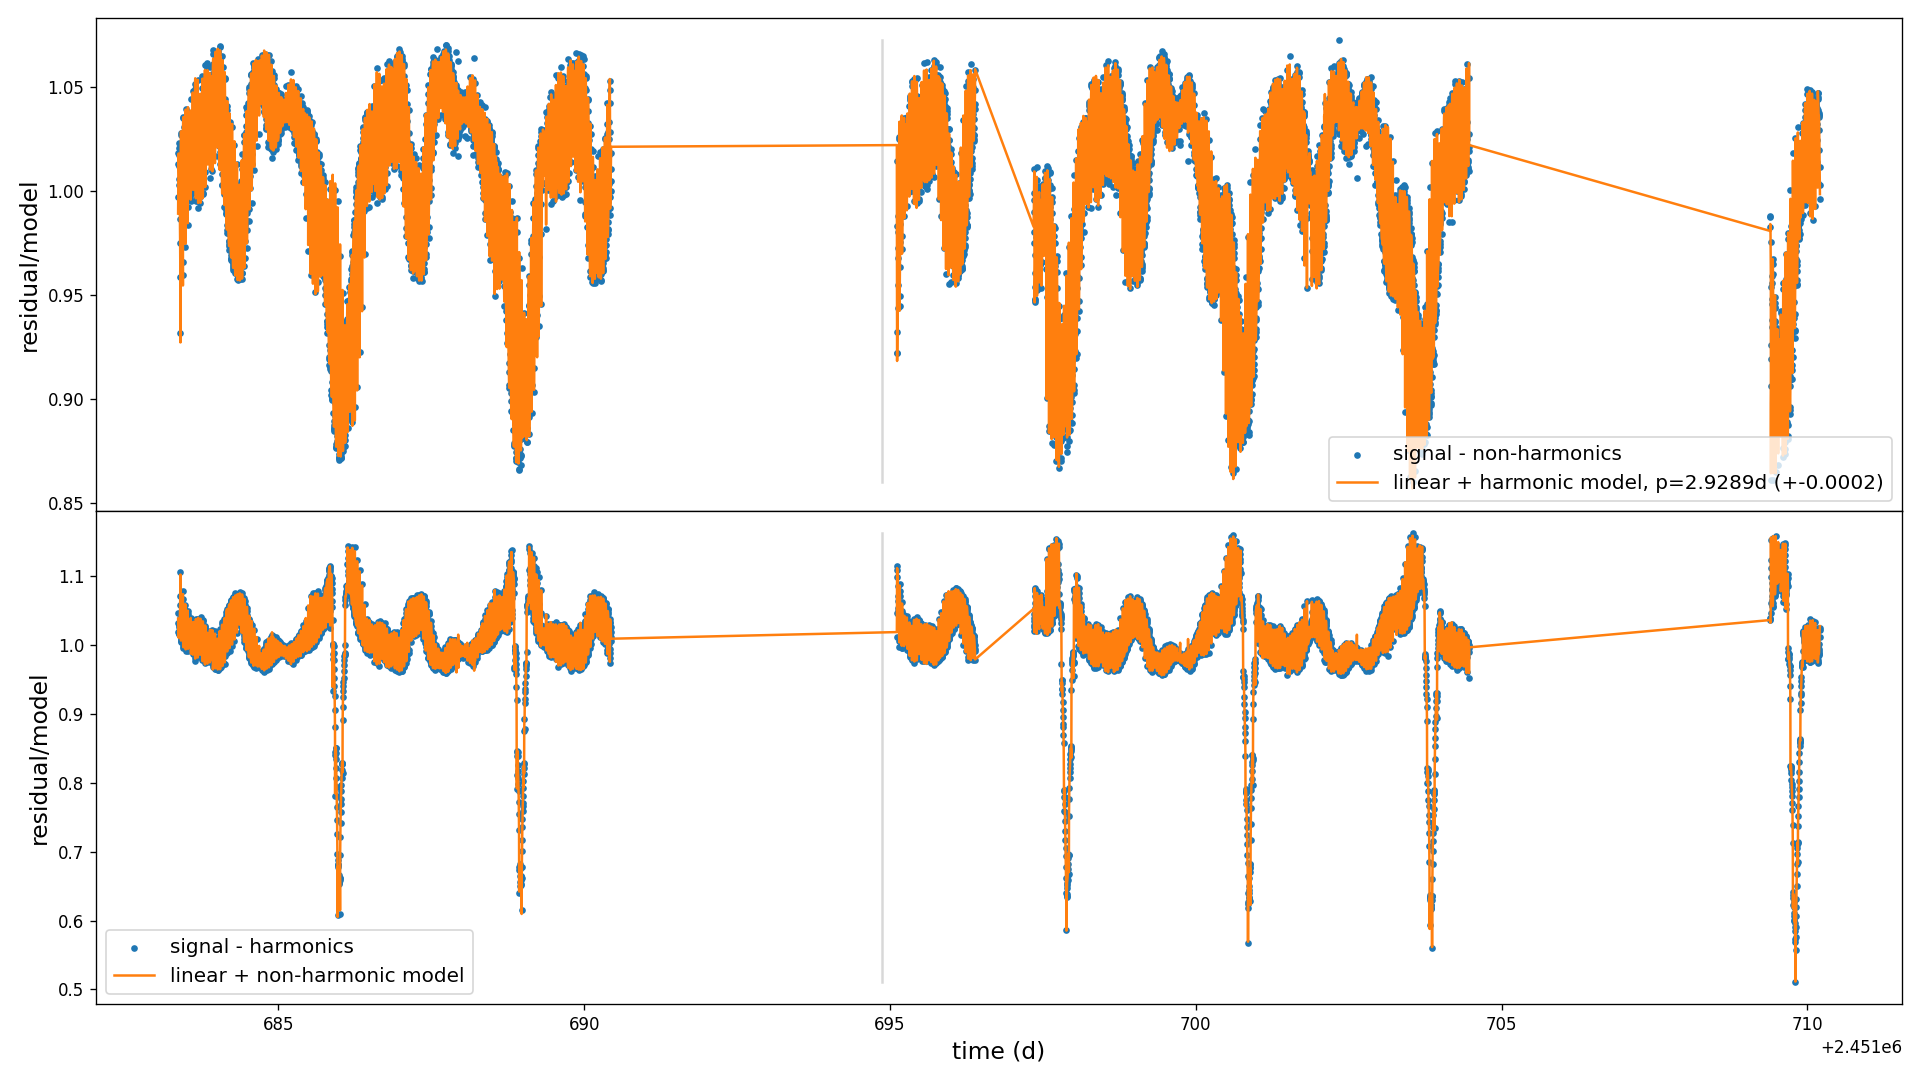 residual/model
1.05
1.00
0.95
0.90
0.85
signal - non-harmonics
linear + harmonic model, p=2.9289d (+-0.0002)
residual/model
1.1
1.0
0.9
0.8
0.7
0.6
0.5
signal - harmonics
linear + non-harmonic model
685
690
695
700
705
710
time (d)
+2.451e6